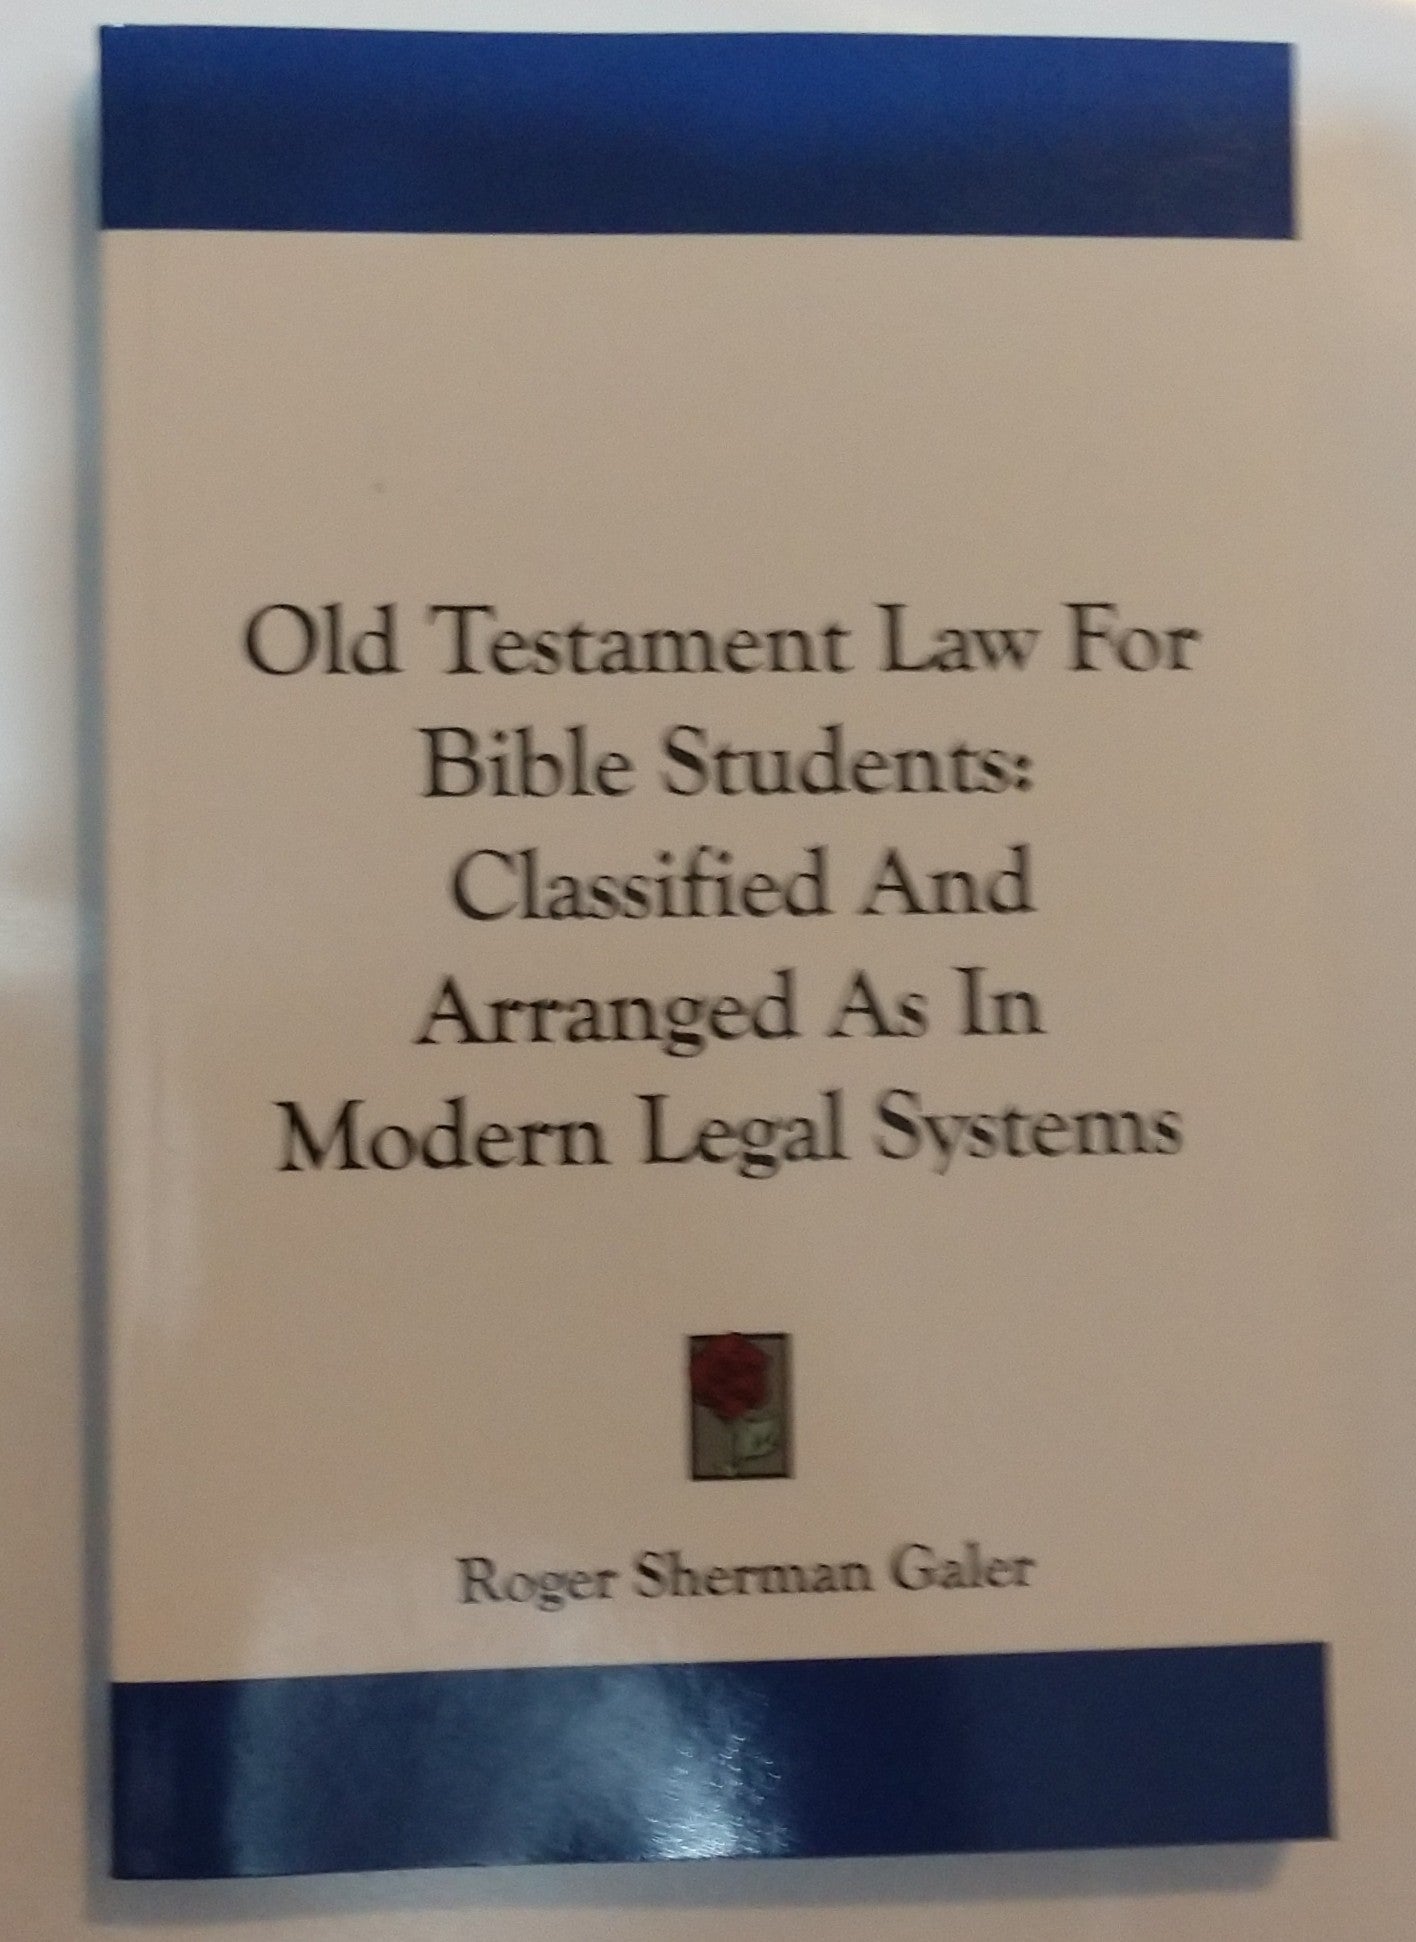 Old Testament Law For
Bible Students:
Classified And
Arranged As In
Modern Legal Systems
Roger Sherman Galer